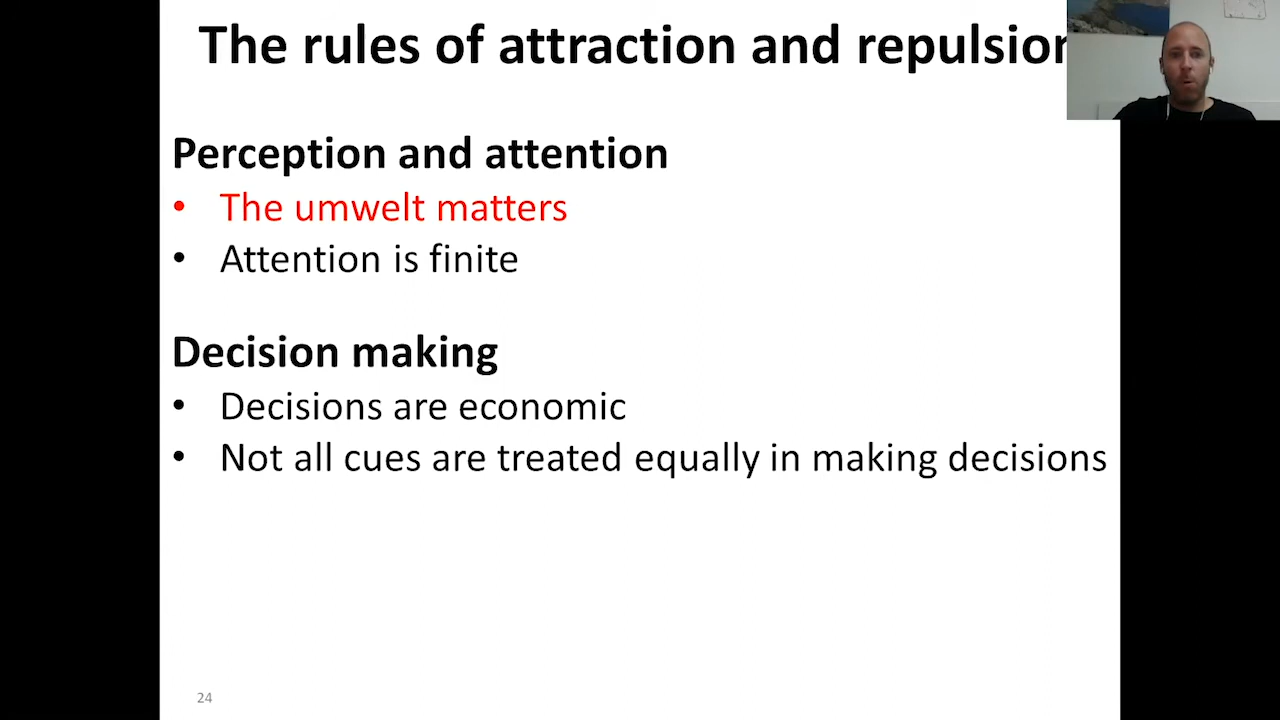 The rules of attraction and repulsion
Perception and attention
• The umwelt matters
• Attention is finite
Decision making
• Decisions are economic
• Not all cues are treated equally in making decisions
24